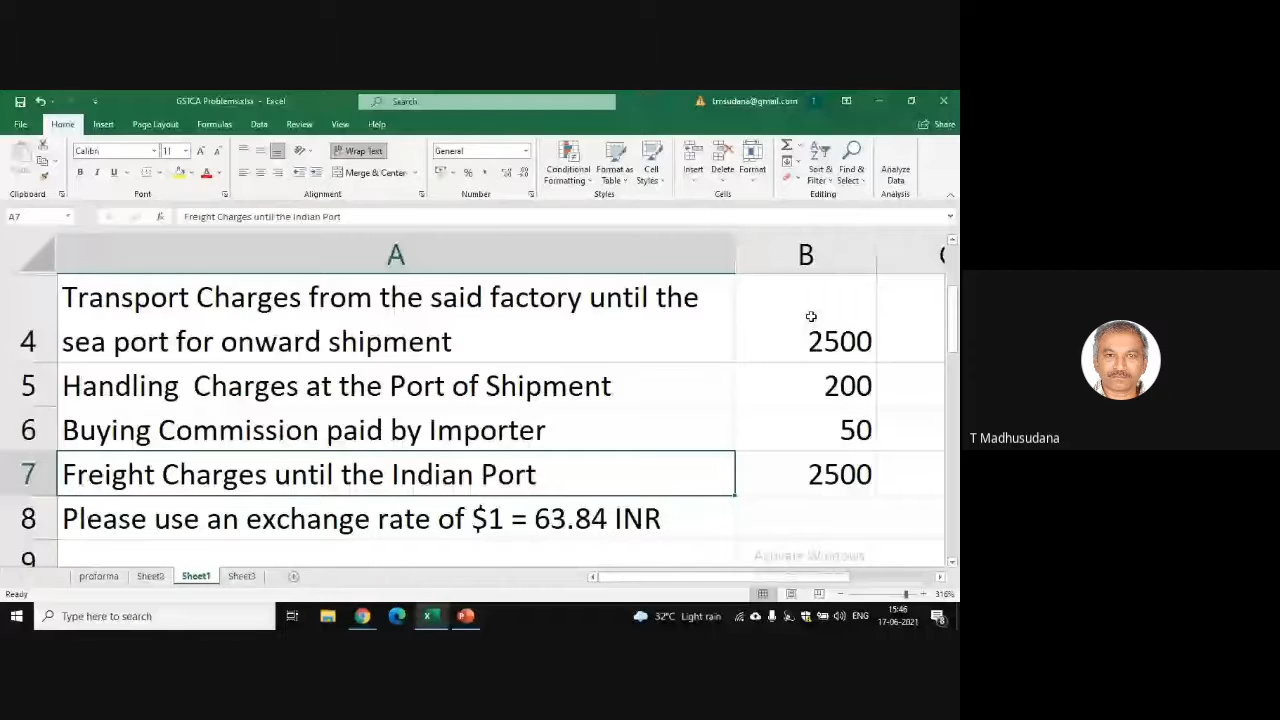 GSTCA Problems.xlsx - Excel
Search
tmsudana@gmail.com
T
File Home Insert Page Layout Formulas Data Review View Help
Share
Calibri 11
Wrap Text
General
Merge & Center
Conditional Formatting
Format as Table
Cell Styles
Insert Delete Format
Sort & Filter
Find & Select
Analyze Data
Clipboard Font Alignment Number Styles Cells Editing Analysis
A7
Freight Charges until the Indian Port
A B
4 Transport Charges from the said factory until the sea port for onward shipment 2500
5 Handling Charges at the Port of Shipment 200
6 Buying Commission paid by Importer 50
7 Freight Charges until the Indian Port 2500
8 Please use an exchange rate of $1 = 63.84 INR
9
Activate Windows
proforma Sheet2 Sheet1 Sheet3
Ready
316%
Type here to search
32°C Light rain
ENG
15:46
17-06-2021
T Madhusudana